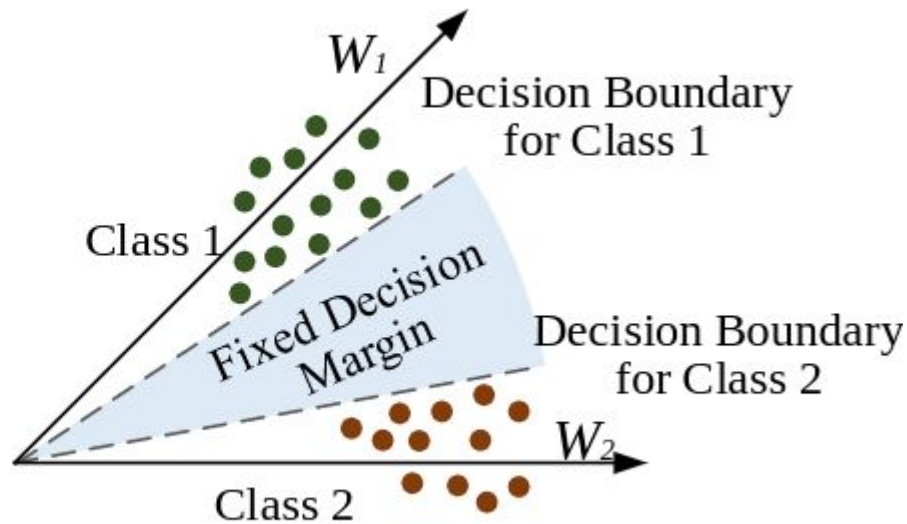 W₁
Decision Boundary
for Class 1
Class 1
Fixed Decision
Margin
Decision Boundary
for Class 2
W₂
Class 2